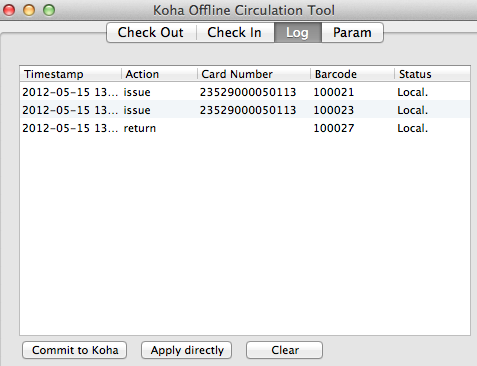 Koha Offline Circulation Tool
Check Out Check In Log Param
Timestamp Action Card Number Barcode Status
2012-05-15 13... issue 23529000050113 100021 Local.
2012-05-15 13... issue 23529000050113 100023 Local.
2012-05-15 13... return 100027 Local.
Commit to Koha Apply directly Clear